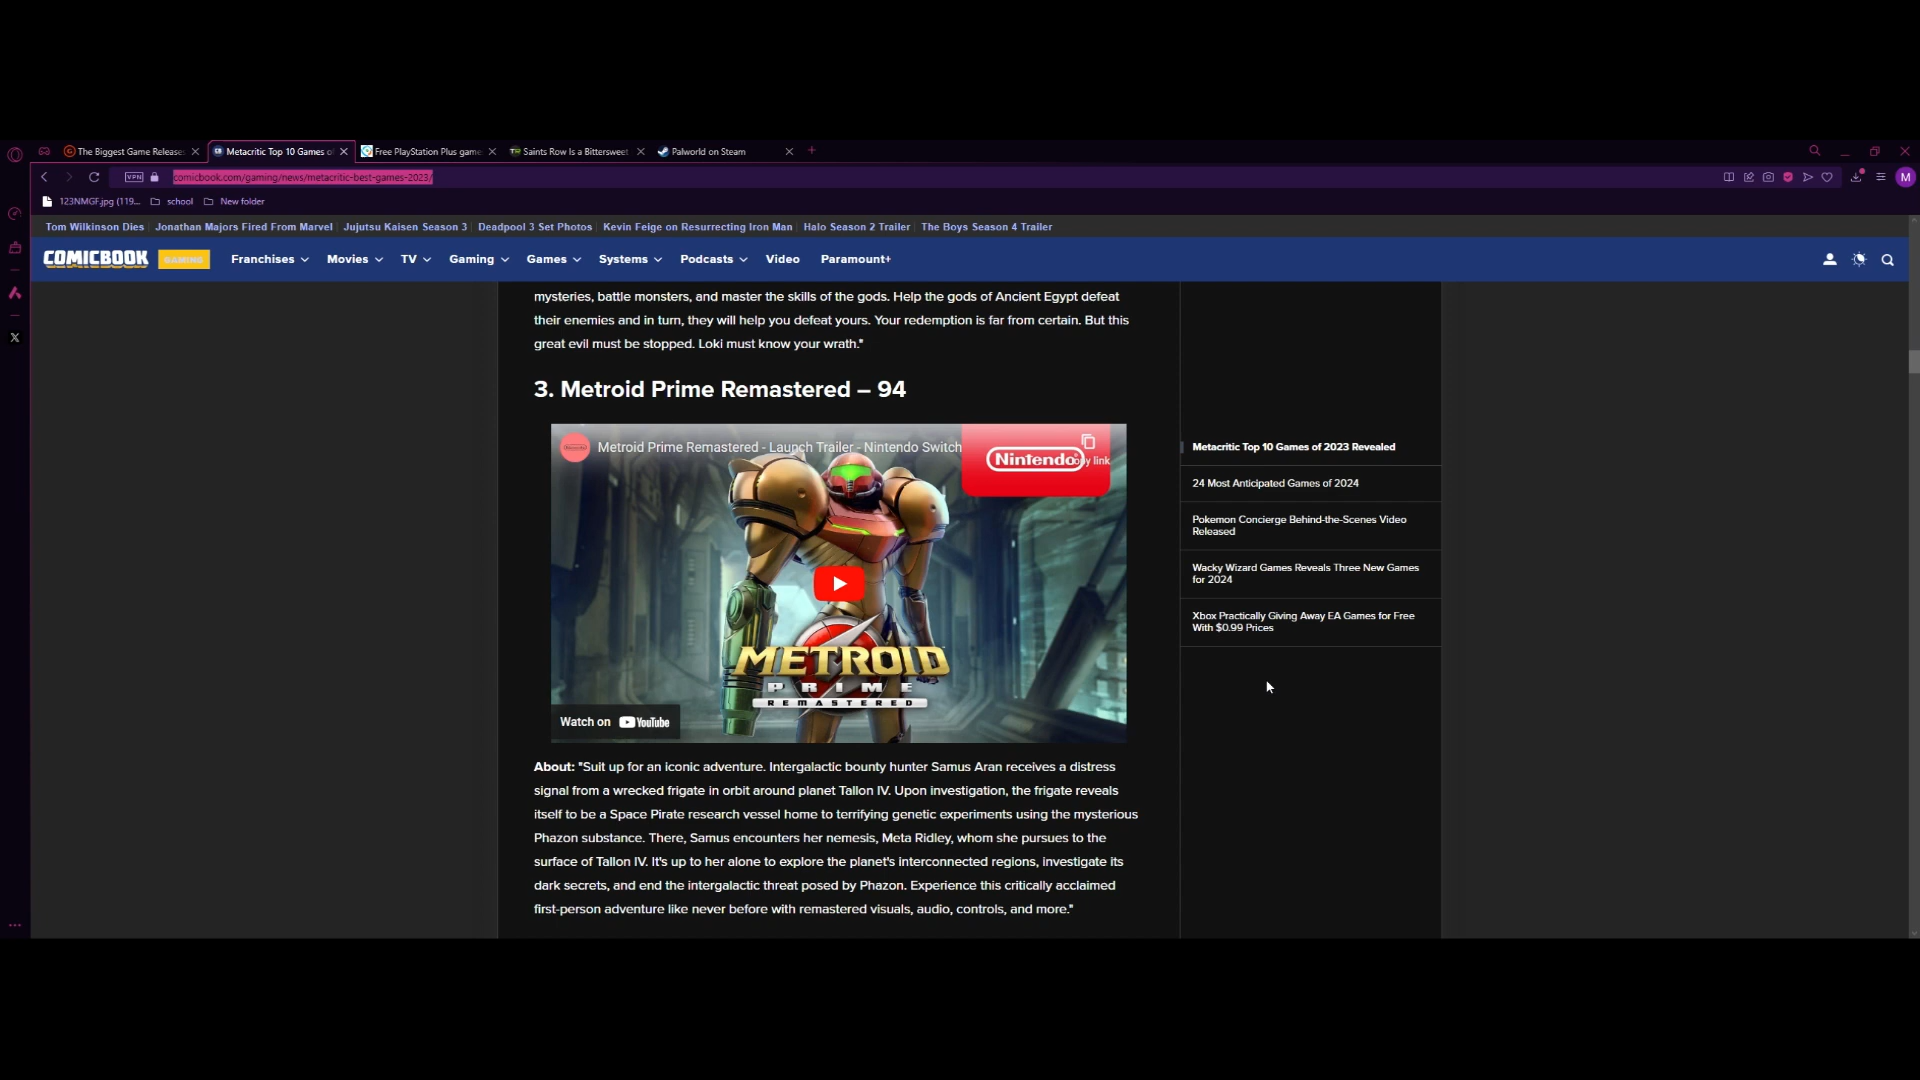 The Biggest Game Release
Metacritic Top 10 Games o
Free PlayStation Plus game
Saints Row Is a Bittersweet
Palworld on Steam
VPN
comicbook.com/gaming/news/metacritic-best-games-2023/
M
123NMGF.jpg (119...
school
New folder
Tom Wilkinson Dies
Jonathan Majors Fired From Marvel
Jujutsu Kaisen Season 3
Deadpool 3 Set Photos
Kevin Feige on Resurrecting Iron Man
Halo Season 2 Trailer
The Boys Season 4 Trailer
COMICBOOK
GAMING
Franchises
Movies
TV
Gaming
Games
Systems
Podcasts
Video
Paramount+
mysteries, battle monsters, and master the skills of the gods. Help the gods of Ancient Egypt defeat
their enemies and in turn, they will help you defeat yours. Your redemption is far from certain. But this
great evil must be stopped. Loki must know your wrath."
3. Metroid Prime Remastered – 94
Metroid Prime Remastered - Launch Trailer - Nintendo Switch
Nintendo
py link
METROID
PRIME
REMASTERED
Watch on YouTube
About: "Suit up for an iconic adventure. Intergalactic bounty hunter Samus Aran receives a distress
signal from a wrecked frigate in orbit around planet Tallon IV. Upon investigation, the frigate reveals
itself to be a Space Pirate research vessel home to terrifying genetic experiments using the mysterious
Phazon substance. There, Samus encounters her nemesis, Meta Ridley, whom she pursues to the
surface of Tallon IV. It's up to her alone to explore the planet's interconnected regions, investigate its
dark secrets, and end the intergalactic threat posed by Phazon. Experience this critically acclaimed
first-person adventure like never before with remastered visuals, audio, controls, and more."
Metacritic Top 10 Games of 2023 Revealed
24 Most Anticipated Games of 2024
Pokemon Concierge Behind-the-Scenes Video
Released
Wacky Wizard Games Reveals Three New Games
for 2024
Xbox Practically Giving Away EA Games for Free
With $0.99 Prices